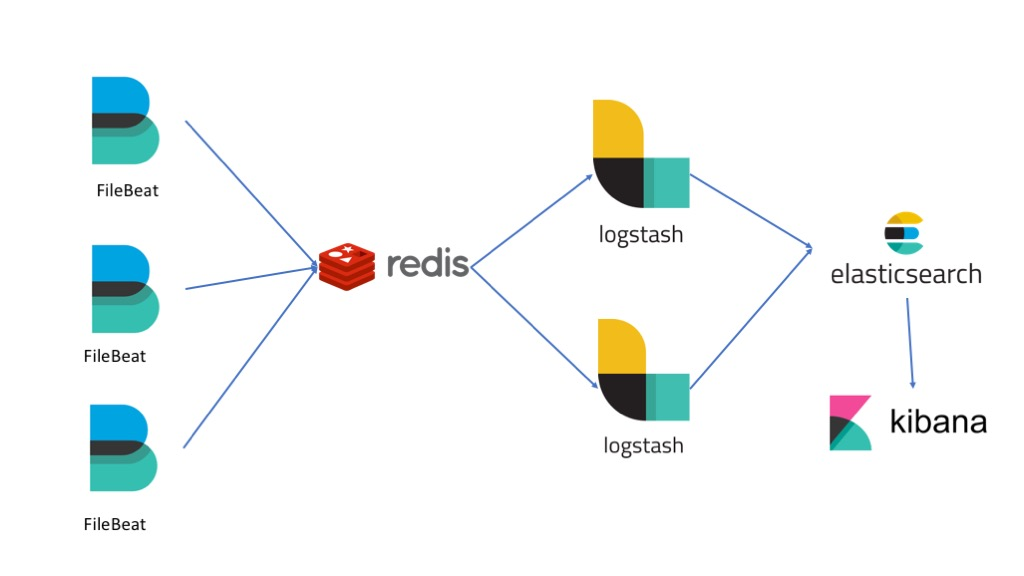 FileBeat
FileBeat
FileBeat
redis
logstash
logstash
elasticsearch
kibana